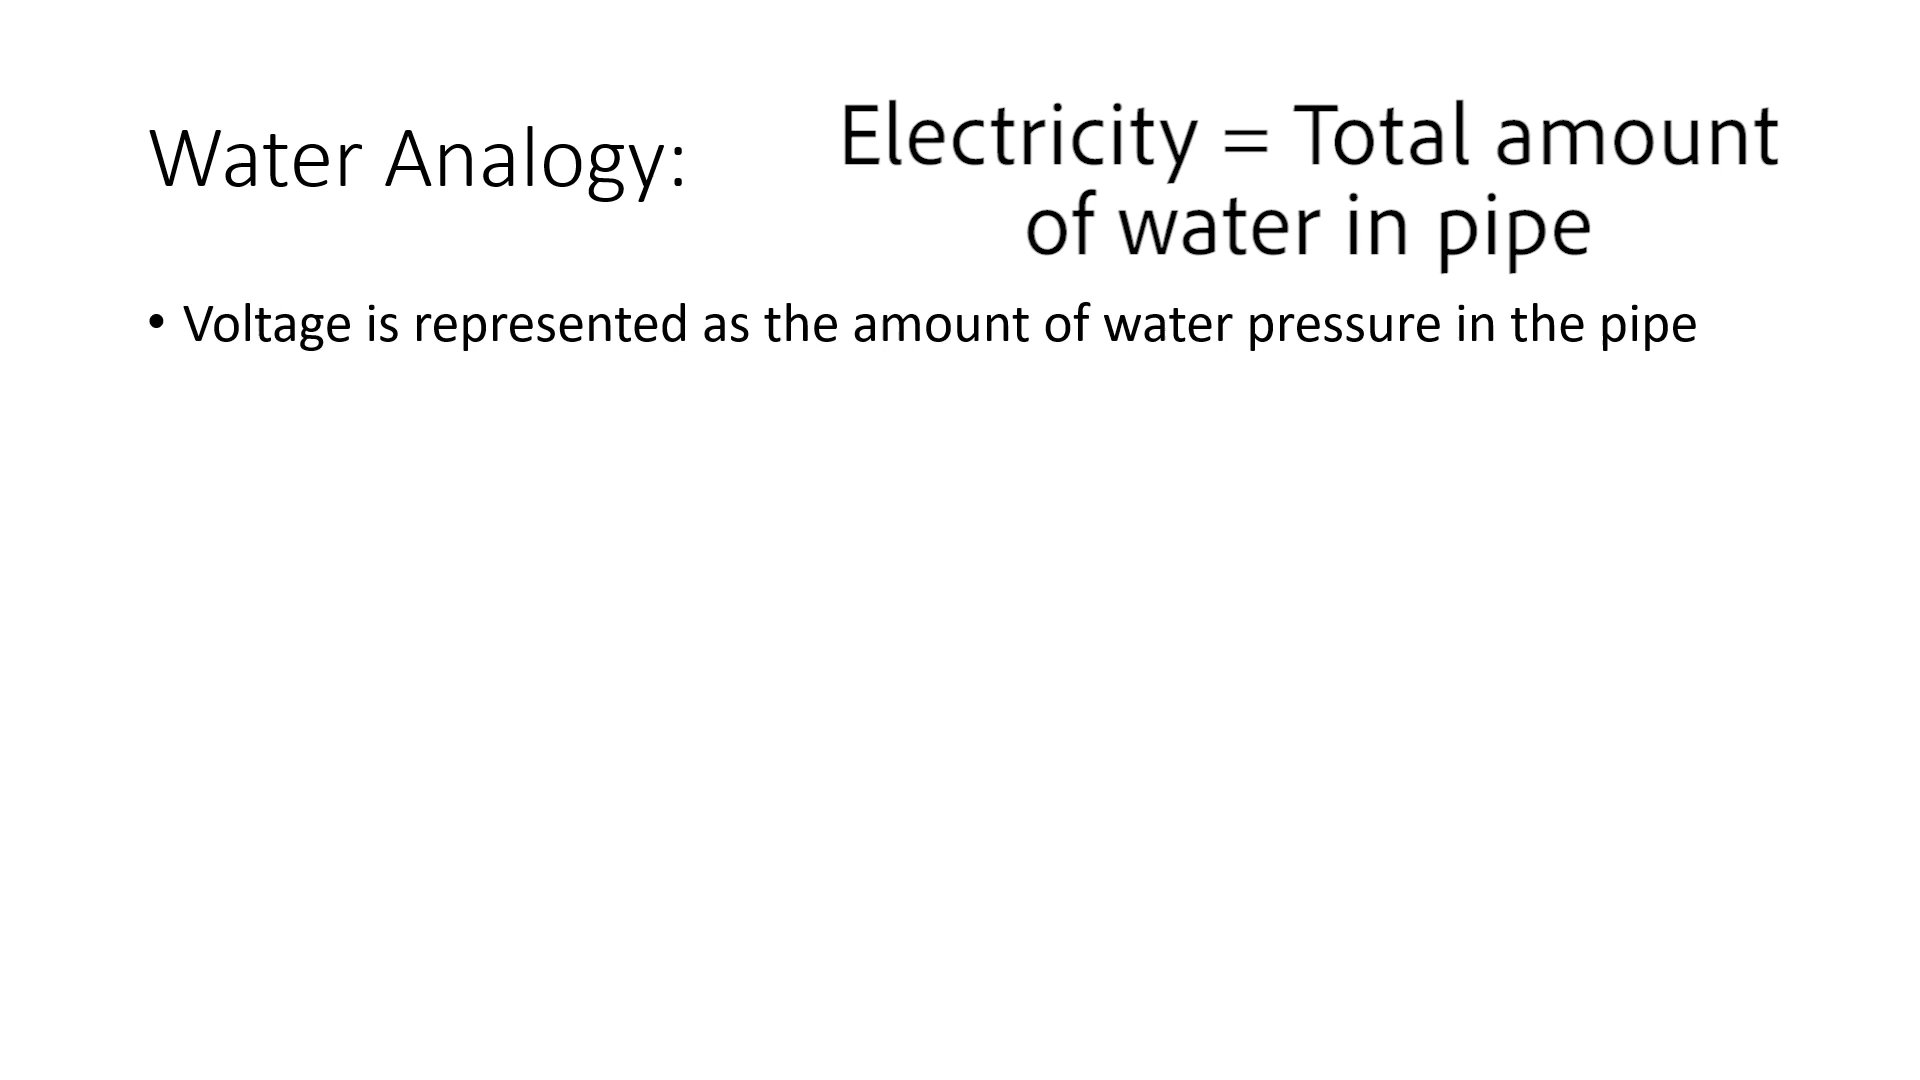 Water Analogy:
Electricity = Total amount
of water in pipe
• Voltage is represented as the amount of water pressure in the pipe